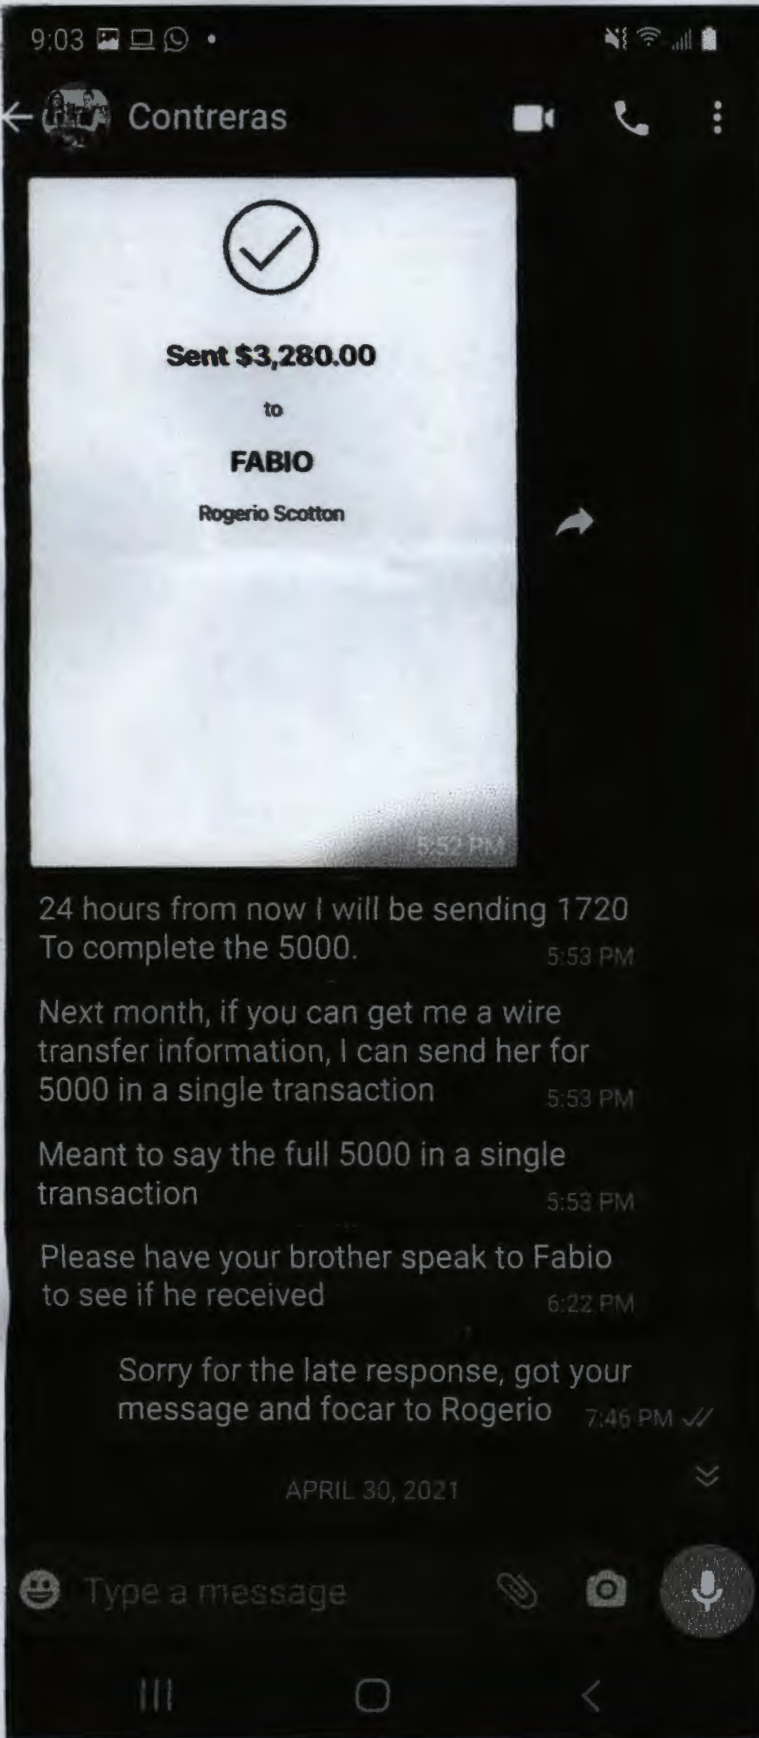 9:03
Contreras
Sent $3,280.00
to
FABIO
Rogerio Scotton
5:52 PM
24 hours from now I will be sending 1720
To complete the 5000.
5:53 PM
Next month, if you can get me a wire
transfer information, I can send her for
5000 in a single transaction
5:53 PM
Meant to say the full 5000 in a single
transaction
5:53 PM
Please have your brother speak to Fabio
to see if he received
6:22 PM
Sorry for the late response, got your
message and focar to Rogerio
7:46 PM
APRIL 30, 2021
Type a message